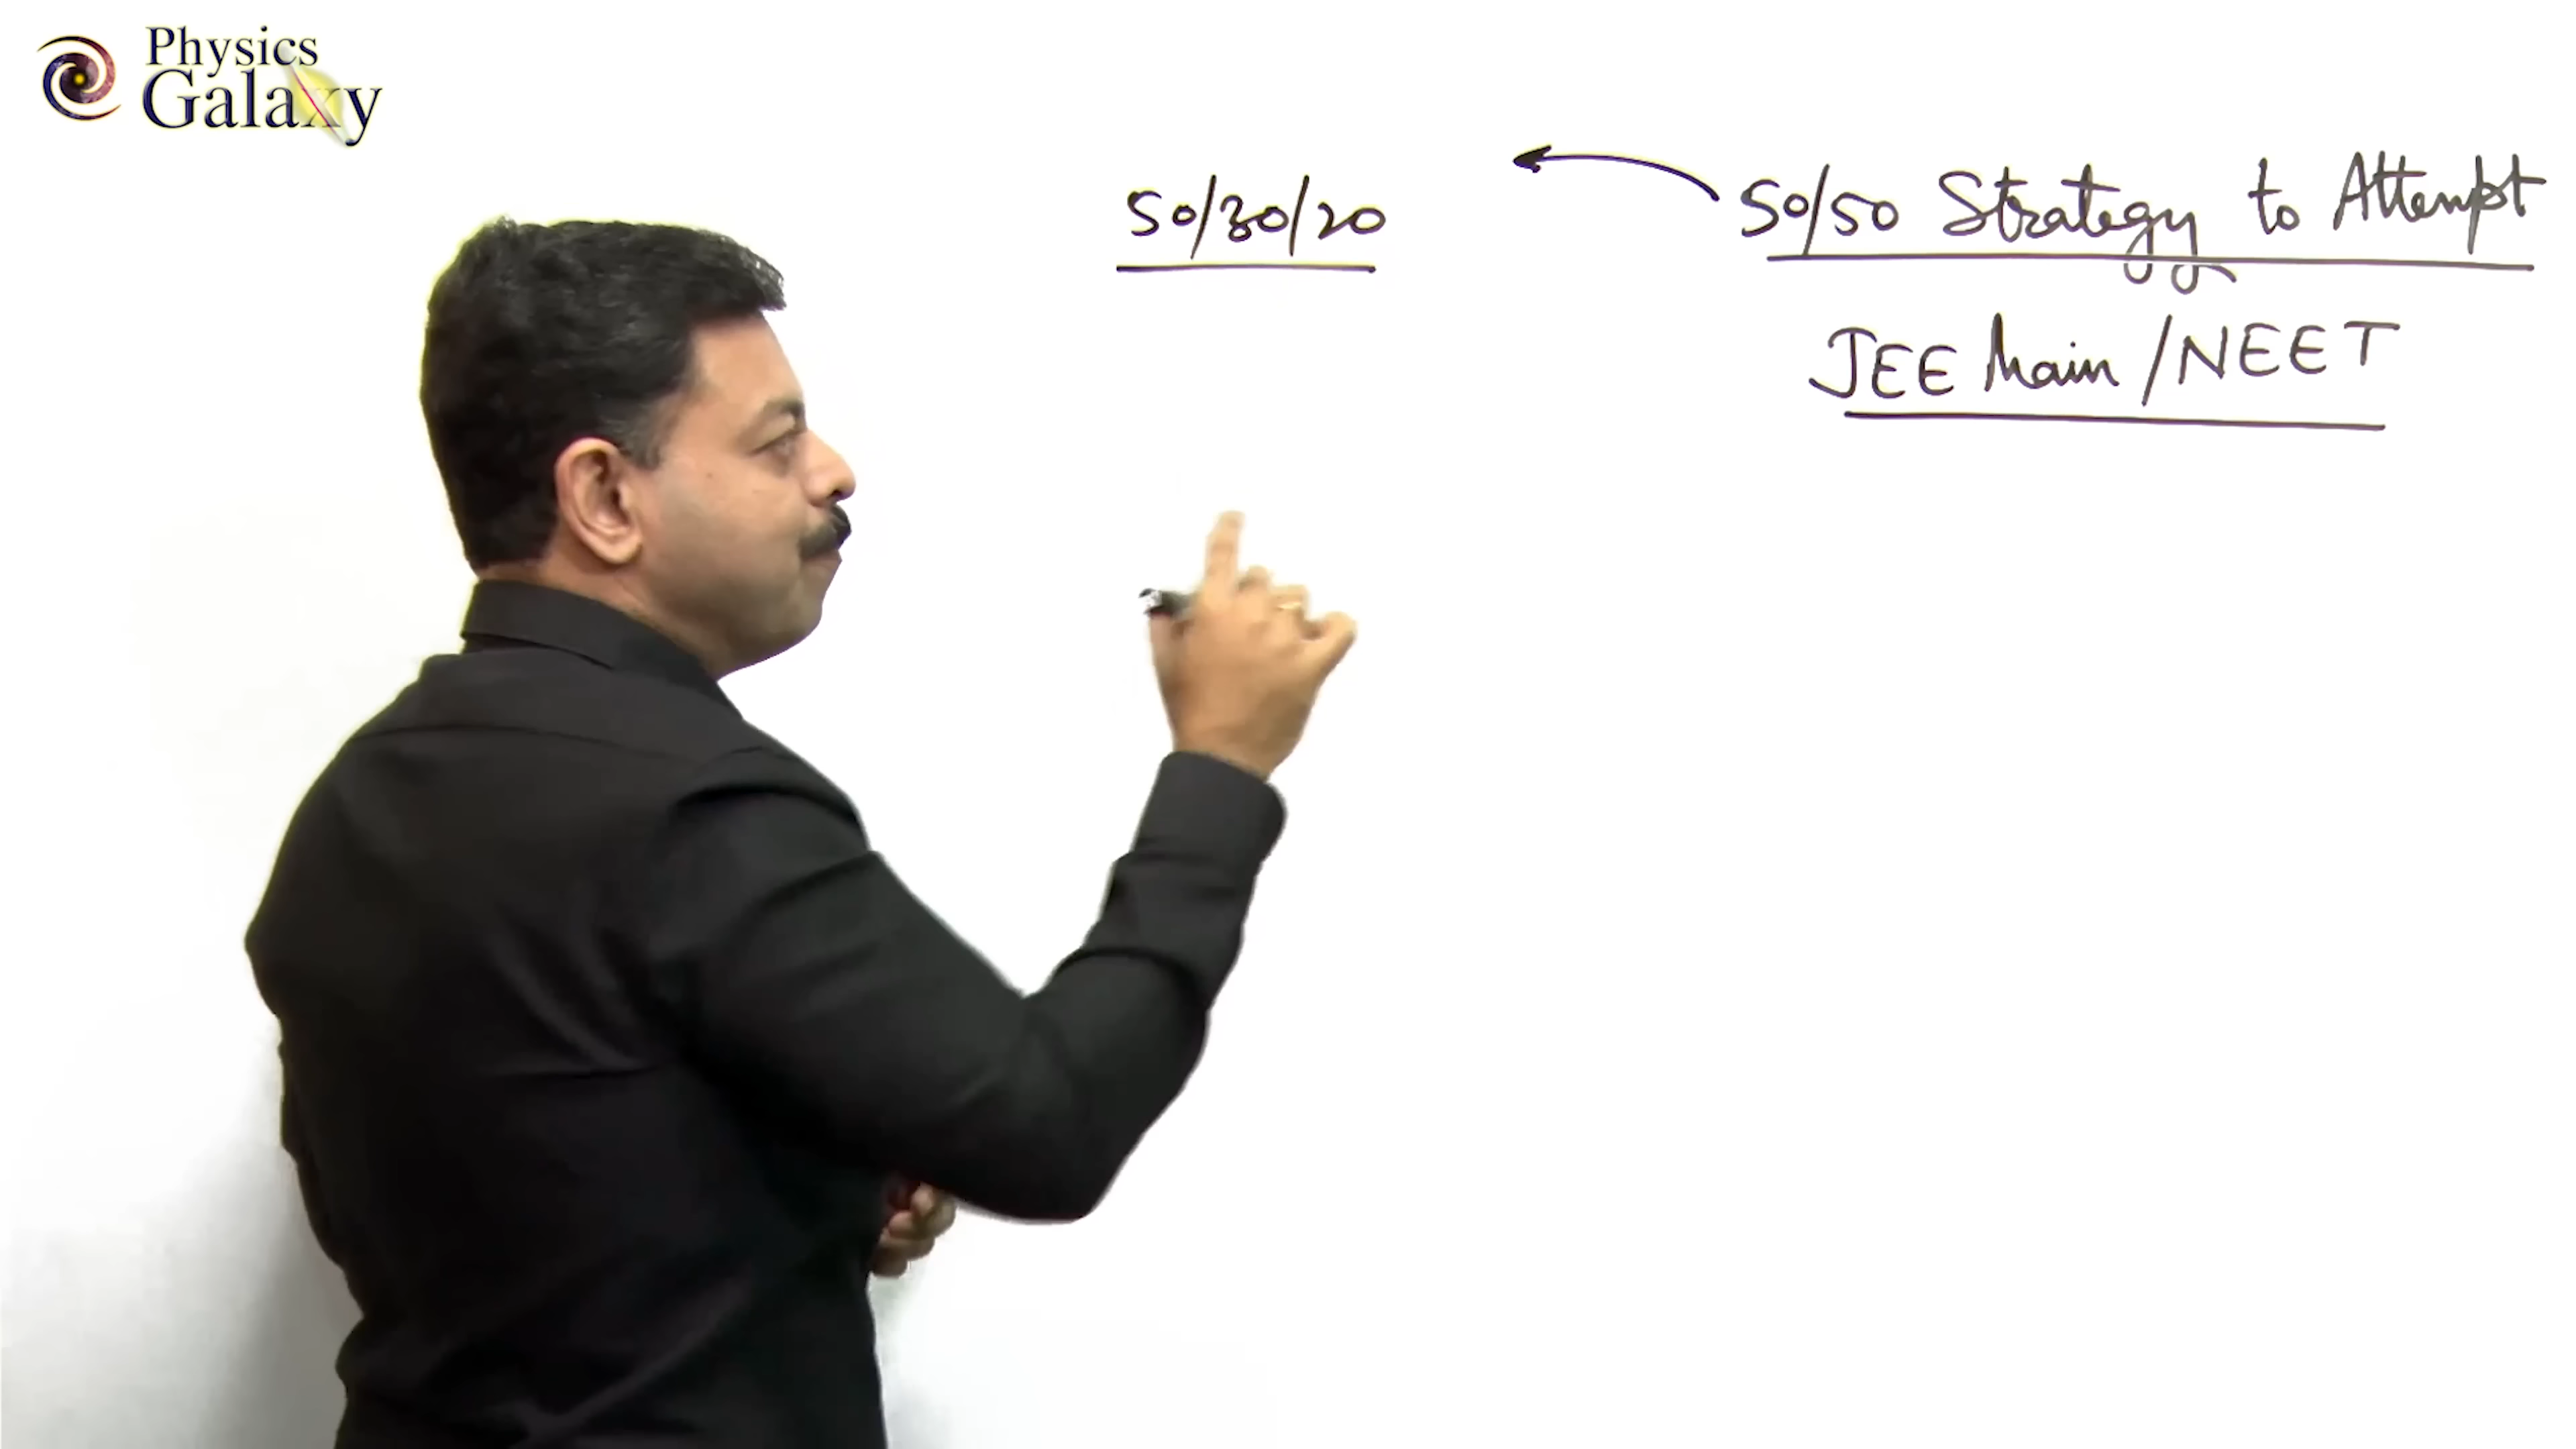 Physics
Galaxy
50/30/20
50/50 Strategy to Attempt
JEE Main/NEET